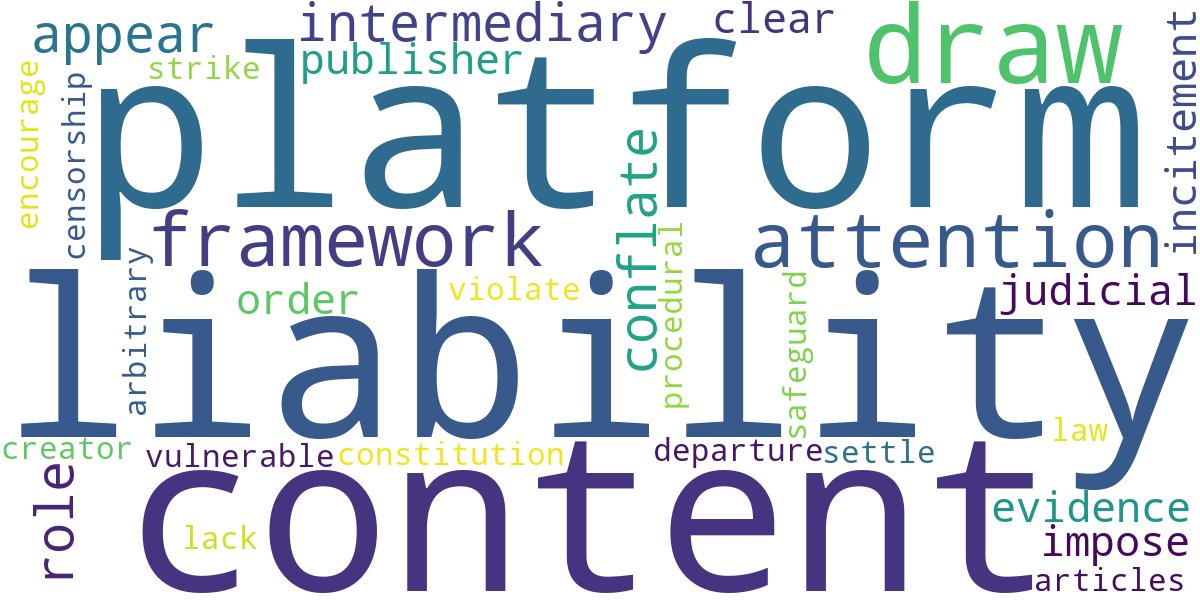 appear
intermediary
clear
draw
strike
publisher
platform
encourage
censorship
incitement
framework
conflate
attention
arbitrary
order
violate
procedural
safeguard
judicial
liability
creator
vulnerable
constitution
departure
settle
law
role
lack
content
evidence
impose
articles